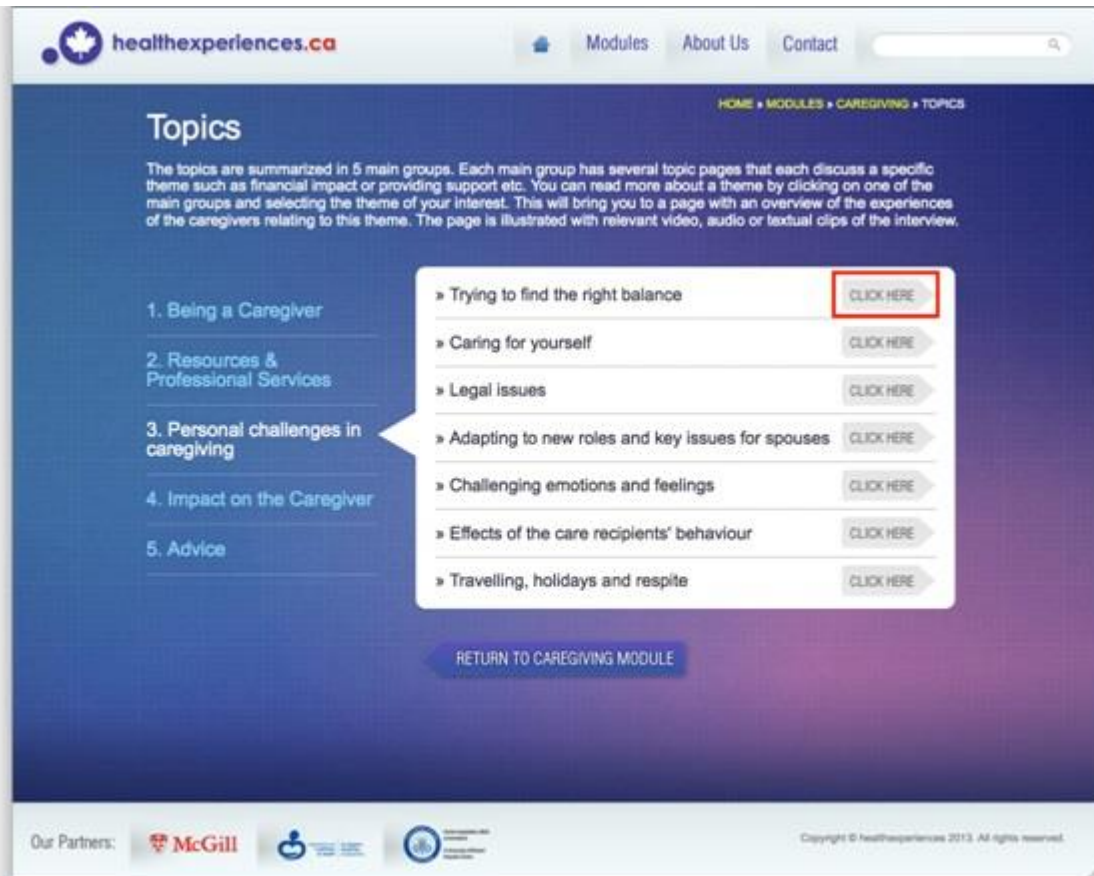 healthexperiences.ca
Modules About Us Contact
HOME » MODULES » CAREGIVING » TOPICS
Topics
The topics are summarized in 5 main groups. Each main group has several topic pages that each discuss a specific
theme such as financial impact or providing support etc. You can read more about a theme by clicking on one of the
main groups and selecting the theme of your interest. This will bring you to a page with an overview of the experiences
of the caregivers relating to this theme. The page is illustrated with relevant video, audio or textual clips of the interview.
1. Being a Caregiver
2. Resources &
Professional Services
3. Personal challenges in
caregiving
4. Impact on the Caregiver
5. Advice
» Trying to find the right balance CLICK HERE
» Caring for yourself CLICK HERE
» Legal issues CLICK HERE
» Adapting to new roles and key issues for spouses CLICK HERE
» Challenging emotions and feelings CLICK HERE
» Effects of the care recipients' behaviour CLICK HERE
» Travelling, holidays and respite CLICK HERE
RETURN TO CAREGIVING MODULE
Our Partners: McGill
Copyright © healthexperiences 2013. All rights reserved.